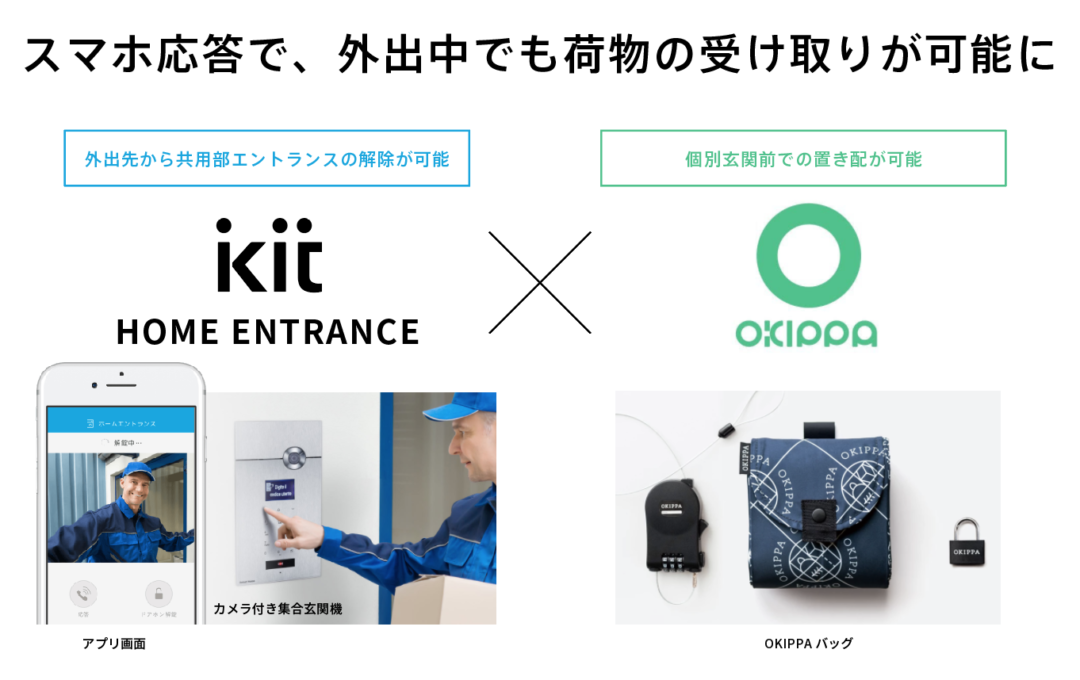 スマホ応答で、外出中でも荷物の受け取りが可能に
外出先から共用部エントランスの解除が可能
個別玄関前での置き配が可能
kit
HOME ENTRANCE
OKIPPA
ホームエントランス
解錠中…
カメラ付き集合玄関機
アプリ画面
OKIPPA
OKIPPA
OKIPPA
OKIPPA
OKIPPA
OKIPPA
OKIPPA
OKIPPA バッグ